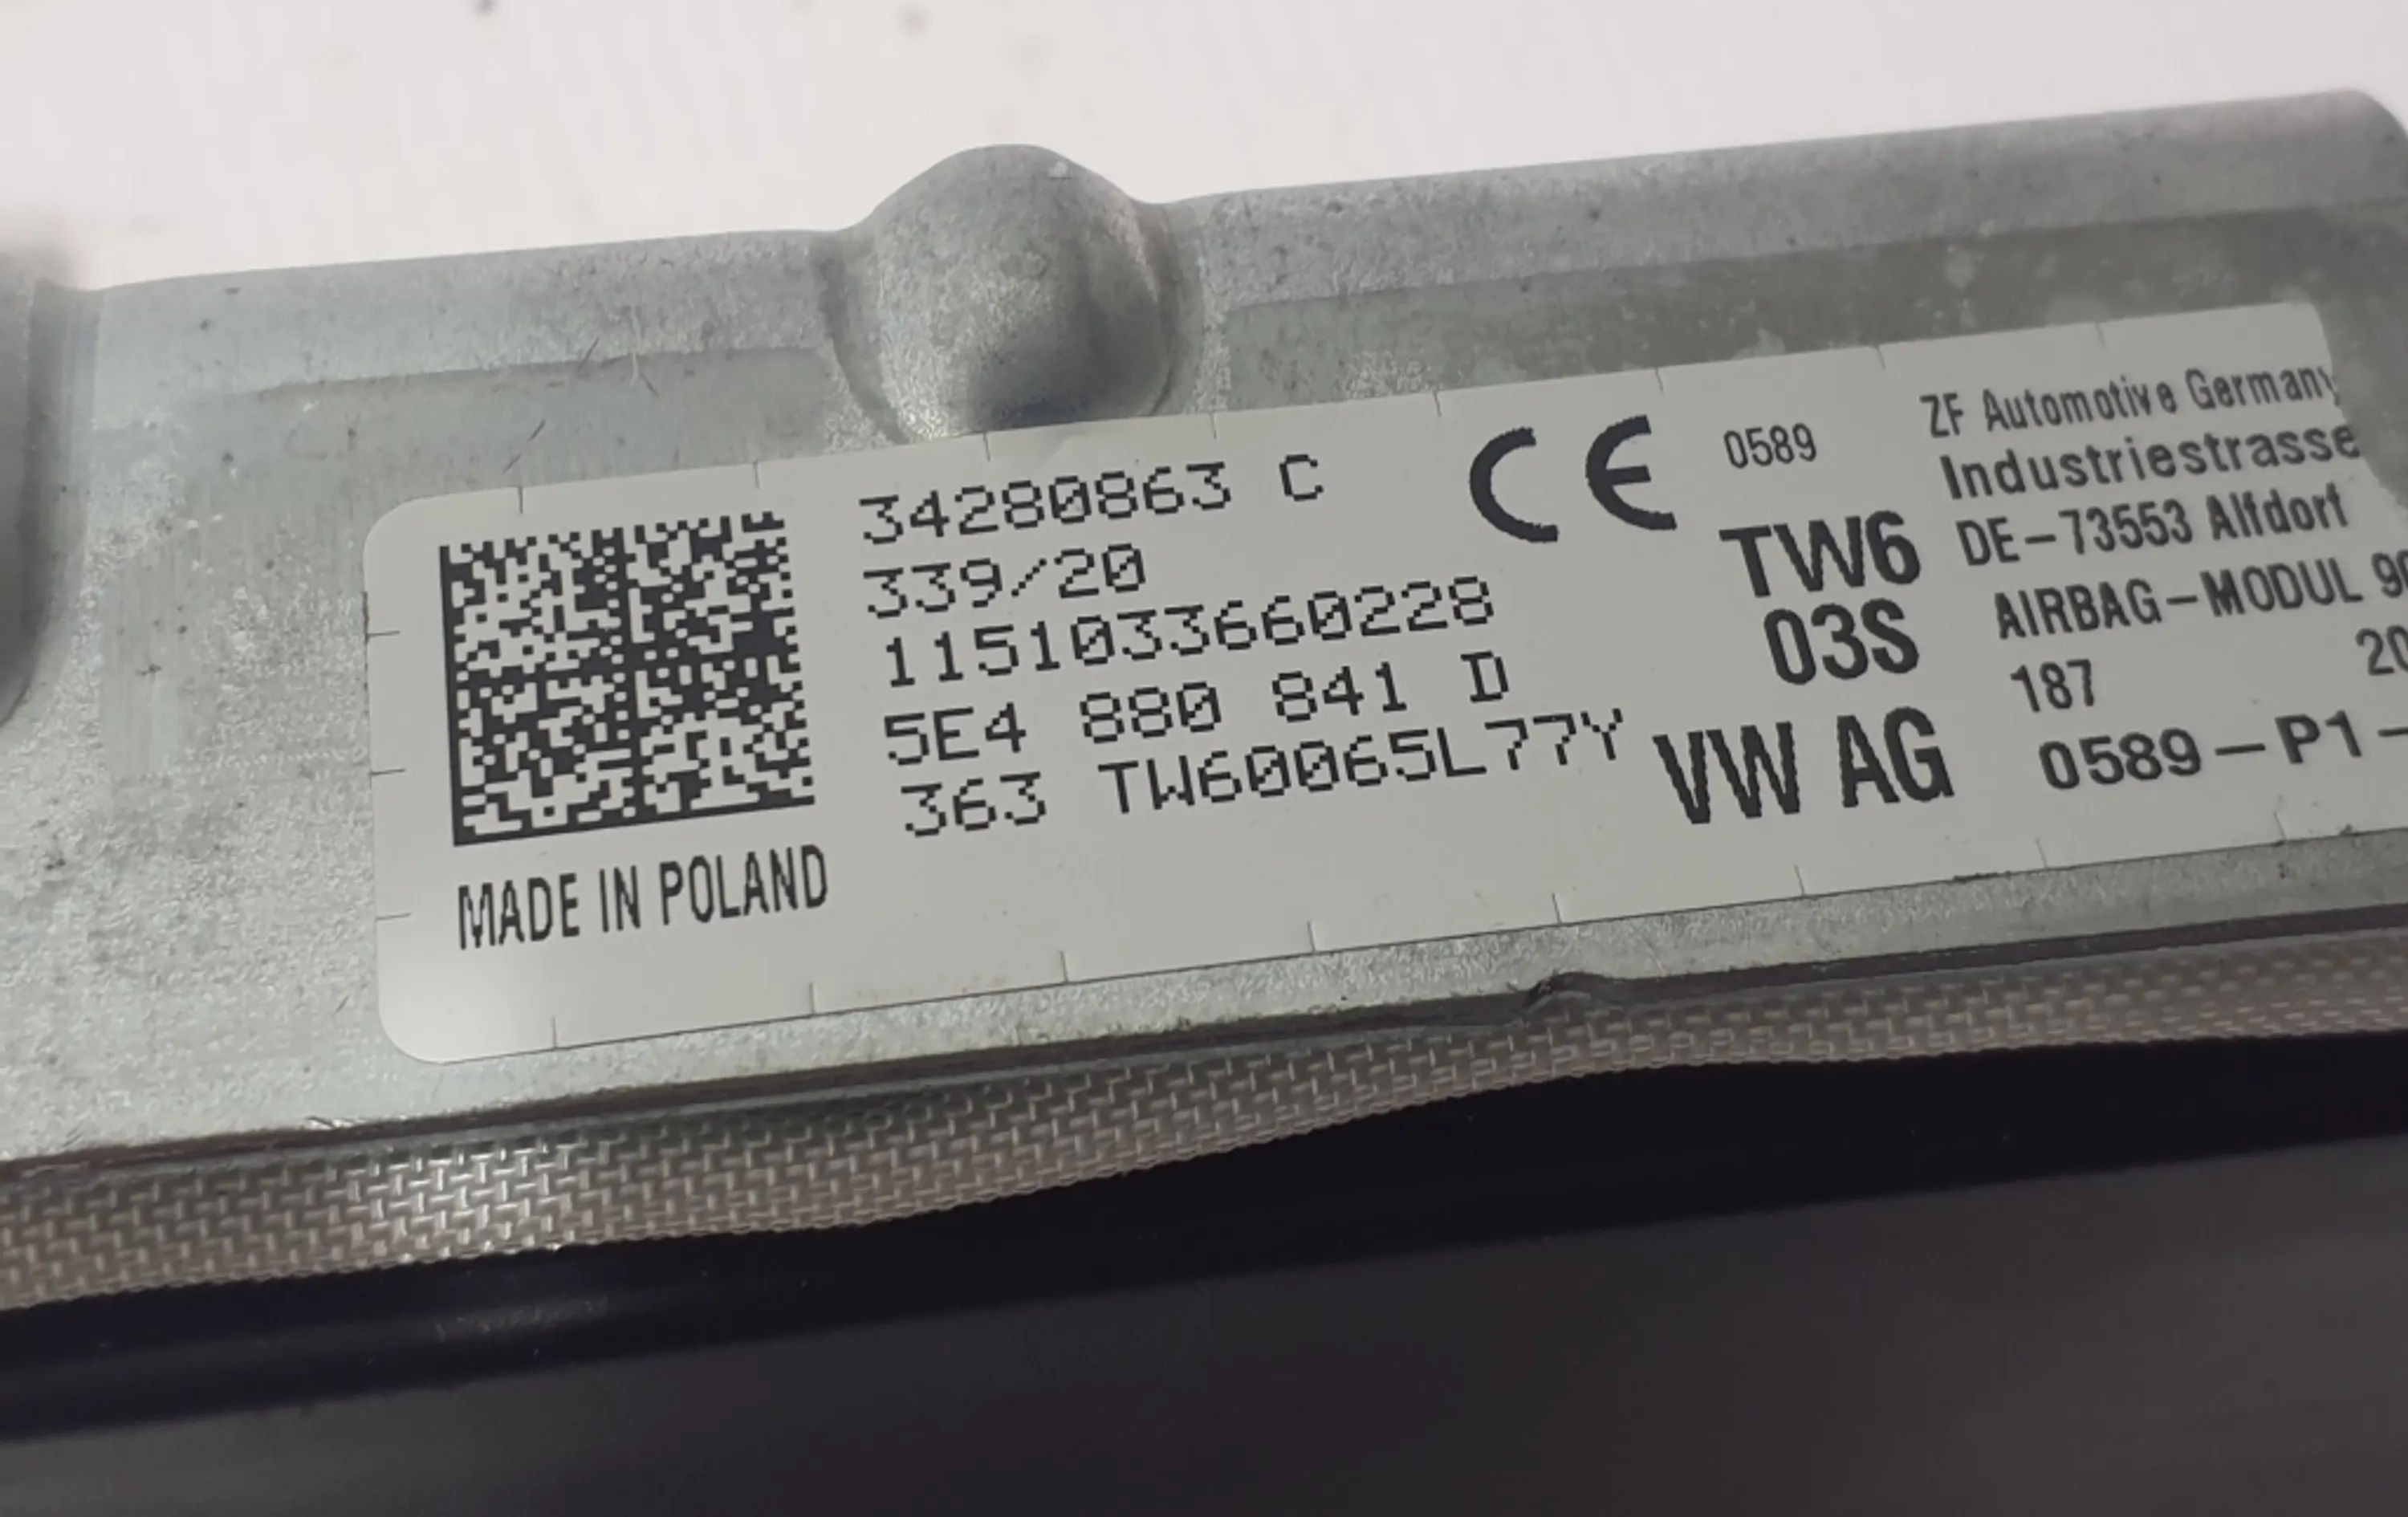 34280863 C
339/20
1151033660228
5E4 880 841 D
363 TW60065L77Y
MADE IN POLAND
CE 0589
TW6
03S
VW AG
ZF Automotive Germany
Industriestrasse
DE-73553 Alfdorf
AIRBAG-MODUL
187
0589-P1-